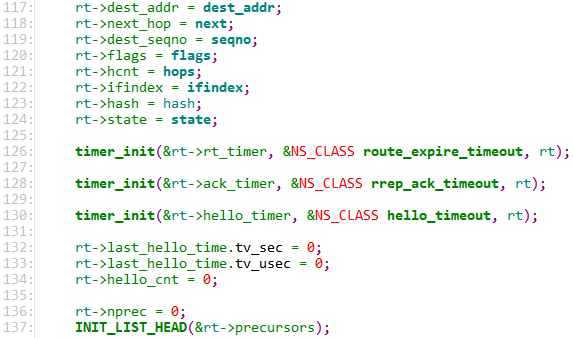 117: rt->dest_addr = dest_addr;
118: rt->next_hop = next;
119: rt->dest_seqno = seqno;
120: rt->flags = flags;
121: rt->hcnt = hops;
122: rt->ifindex = ifindex;
123: rt->hash = hash;
124: rt->state = state;
125:
126: timer_init(&rt->rt_timer, &NS_CLASS route_expire_timeout, rt);
127:
128: timer_init(&rt->ack_timer, &NS_CLASS rrep_ack_timeout, rt);
129:
130: timer_init(&rt->hello_timer, &NS_CLASS hello_timeout, rt);
131:
132: rt->last_hello_time.tv_sec = 0;
133: rt->last_hello_time.tv_usec = 0;
134: rt->hello_cnt = 0;
135:
136: rt->nprec = 0;
137: INIT_LIST_HEAD(&rt->precursors);